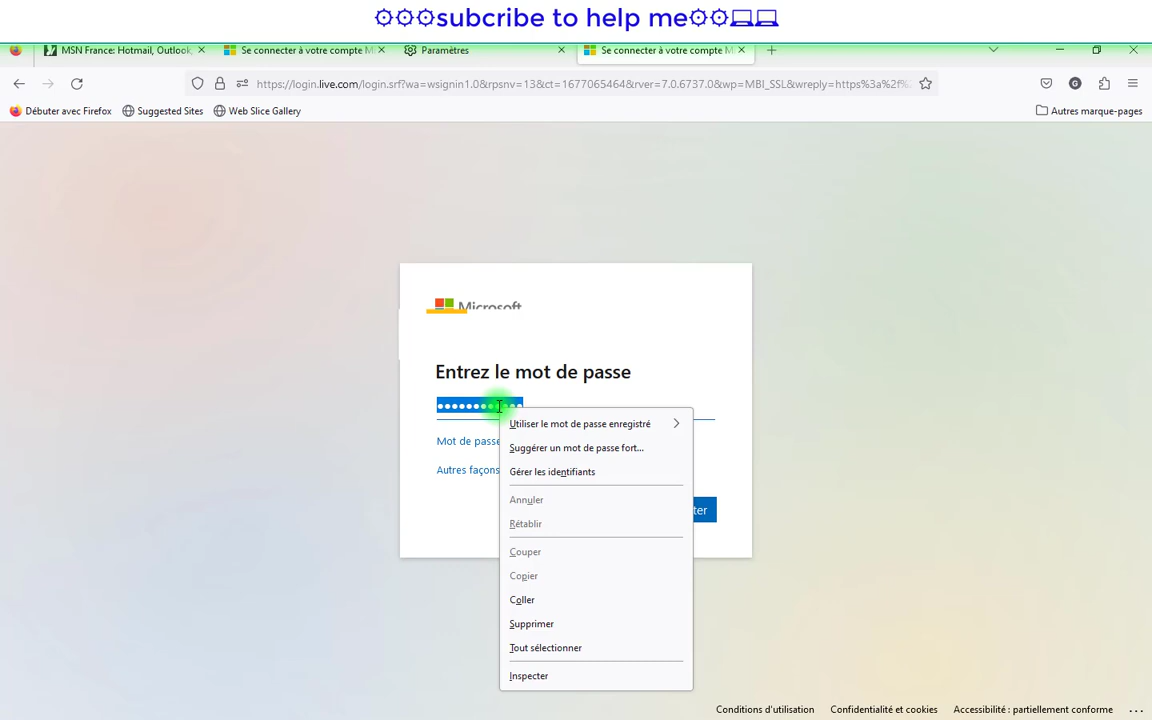 ⚙⚙⚙subcribe to help me⚙⚙💻💻
MSN France: Hotmail, Outlook,
Se connecter à votre compte Mi
Paramètres
Se connecter à votre compte M
https://login.live.com/login.srf?wa=wsignin1.0&rpsnv=13&ct=1677065464&rver=7.0.6737.0&wp=MBI_SSL&wreply=https%3a%2f%2
Débuter avec Firefox
Suggested Sites
Web Slice Gallery
Autres marque-pages
Microsoft
Entrez le mot de passe
Mot de passe
Autres façons
ter
Utiliser le mot de passe enregistré
Suggérer un mot de passe fort...
Gérer les identifiants
Annuler
Rétablir
Couper
Copier
Coller
Supprimer
Tout sélectionner
Inspecter
Conditions d'utilisation
Confidentialité et cookies
Accessibilité : partiellement conforme
...